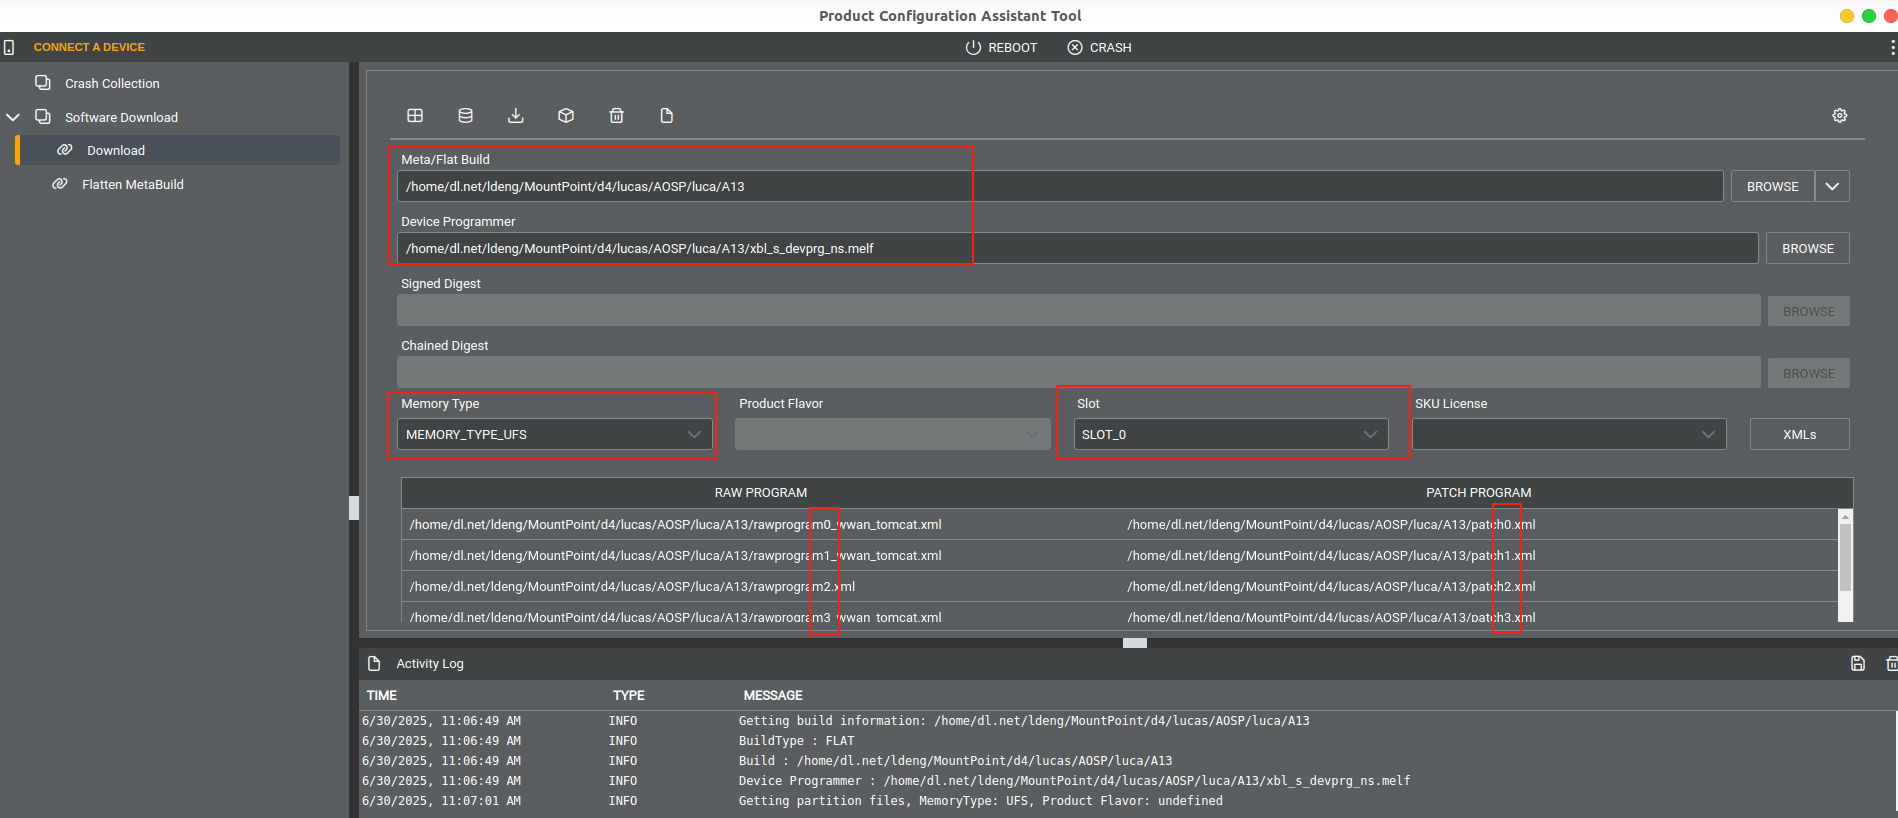 Product Configuration Assistant Tool
CONNECT A DEVICE
REBOOT
CRASH
Crash Collection
Software Download
Download
Flatten MetaBuild
Meta/Flat Build
/home/dl.net/ldeng/MountPoint/d4/lucas/AOSP/luca/A13
BROWSE
Device Programmer
/home/dl.net/ldeng/MountPoint/d4/lucas/AOSP/luca/A13/xbl_s_devprg_ns.melf
BROWSE
Signed Digest
BROWSE
Chained Digest
BROWSE
Memory Type
Product Flavor
Slot
SKU License
MEMORY_TYPE_UFS
SLOT_0
XMLs
RAW PROGRAM
PATCH PROGRAM
/home/dl.net/ldeng/MountPoint/d4/lucas/AOSP/luca/A13/rawprogram0_wwan_tomcat.xml
/home/dl.net/ldeng/MountPoint/d4/lucas/AOSP/luca/A13/patch0.xml
/home/dl.net/ldeng/MountPoint/d4/lucas/AOSP/luca/A13/rawprogram1_wwan_tomcat.xml
/home/dl.net/ldeng/MountPoint/d4/lucas/AOSP/luca/A13/patch1.xml
/home/dl.net/ldeng/MountPoint/d4/lucas/AOSP/luca/A13/rawprogram2.xml
/home/dl.net/ldeng/MountPoint/d4/lucas/AOSP/luca/A13/patch2.xml
/home/dl.net/ldeng/MountPoint/d4/lucas/AOSP/luca/A13/rawprogram3_wwan_tomcat.xml
/home/dl.net/ldeng/MountPoint/d4/lucas/AOSP/luca/A13/patch3.xml
Activity Log
TIME TYPE MESSAGE
6/30/2025, 11:06:49 AM INFO Getting build information: /home/dl.net/ldeng/MountPoint/d4/lucas/AOSP/luca/A13
6/30/2025, 11:06:49 AM INFO BuildType : FLAT
6/30/2025, 11:06:49 AM INFO Build : /home/dl.net/ldeng/MountPoint/d4/lucas/AOSP/luca/A13
6/30/2025, 11:06:49 AM INFO Device Programmer : /home/dl.net/ldeng/MountPoint/d4/lucas/AOSP/luca/A13/xbl_s_devprg_ns.melf
6/30/2025, 11:07:01 AM INFO Getting partition files, MemoryType: UFS, Product Flavor: undefined